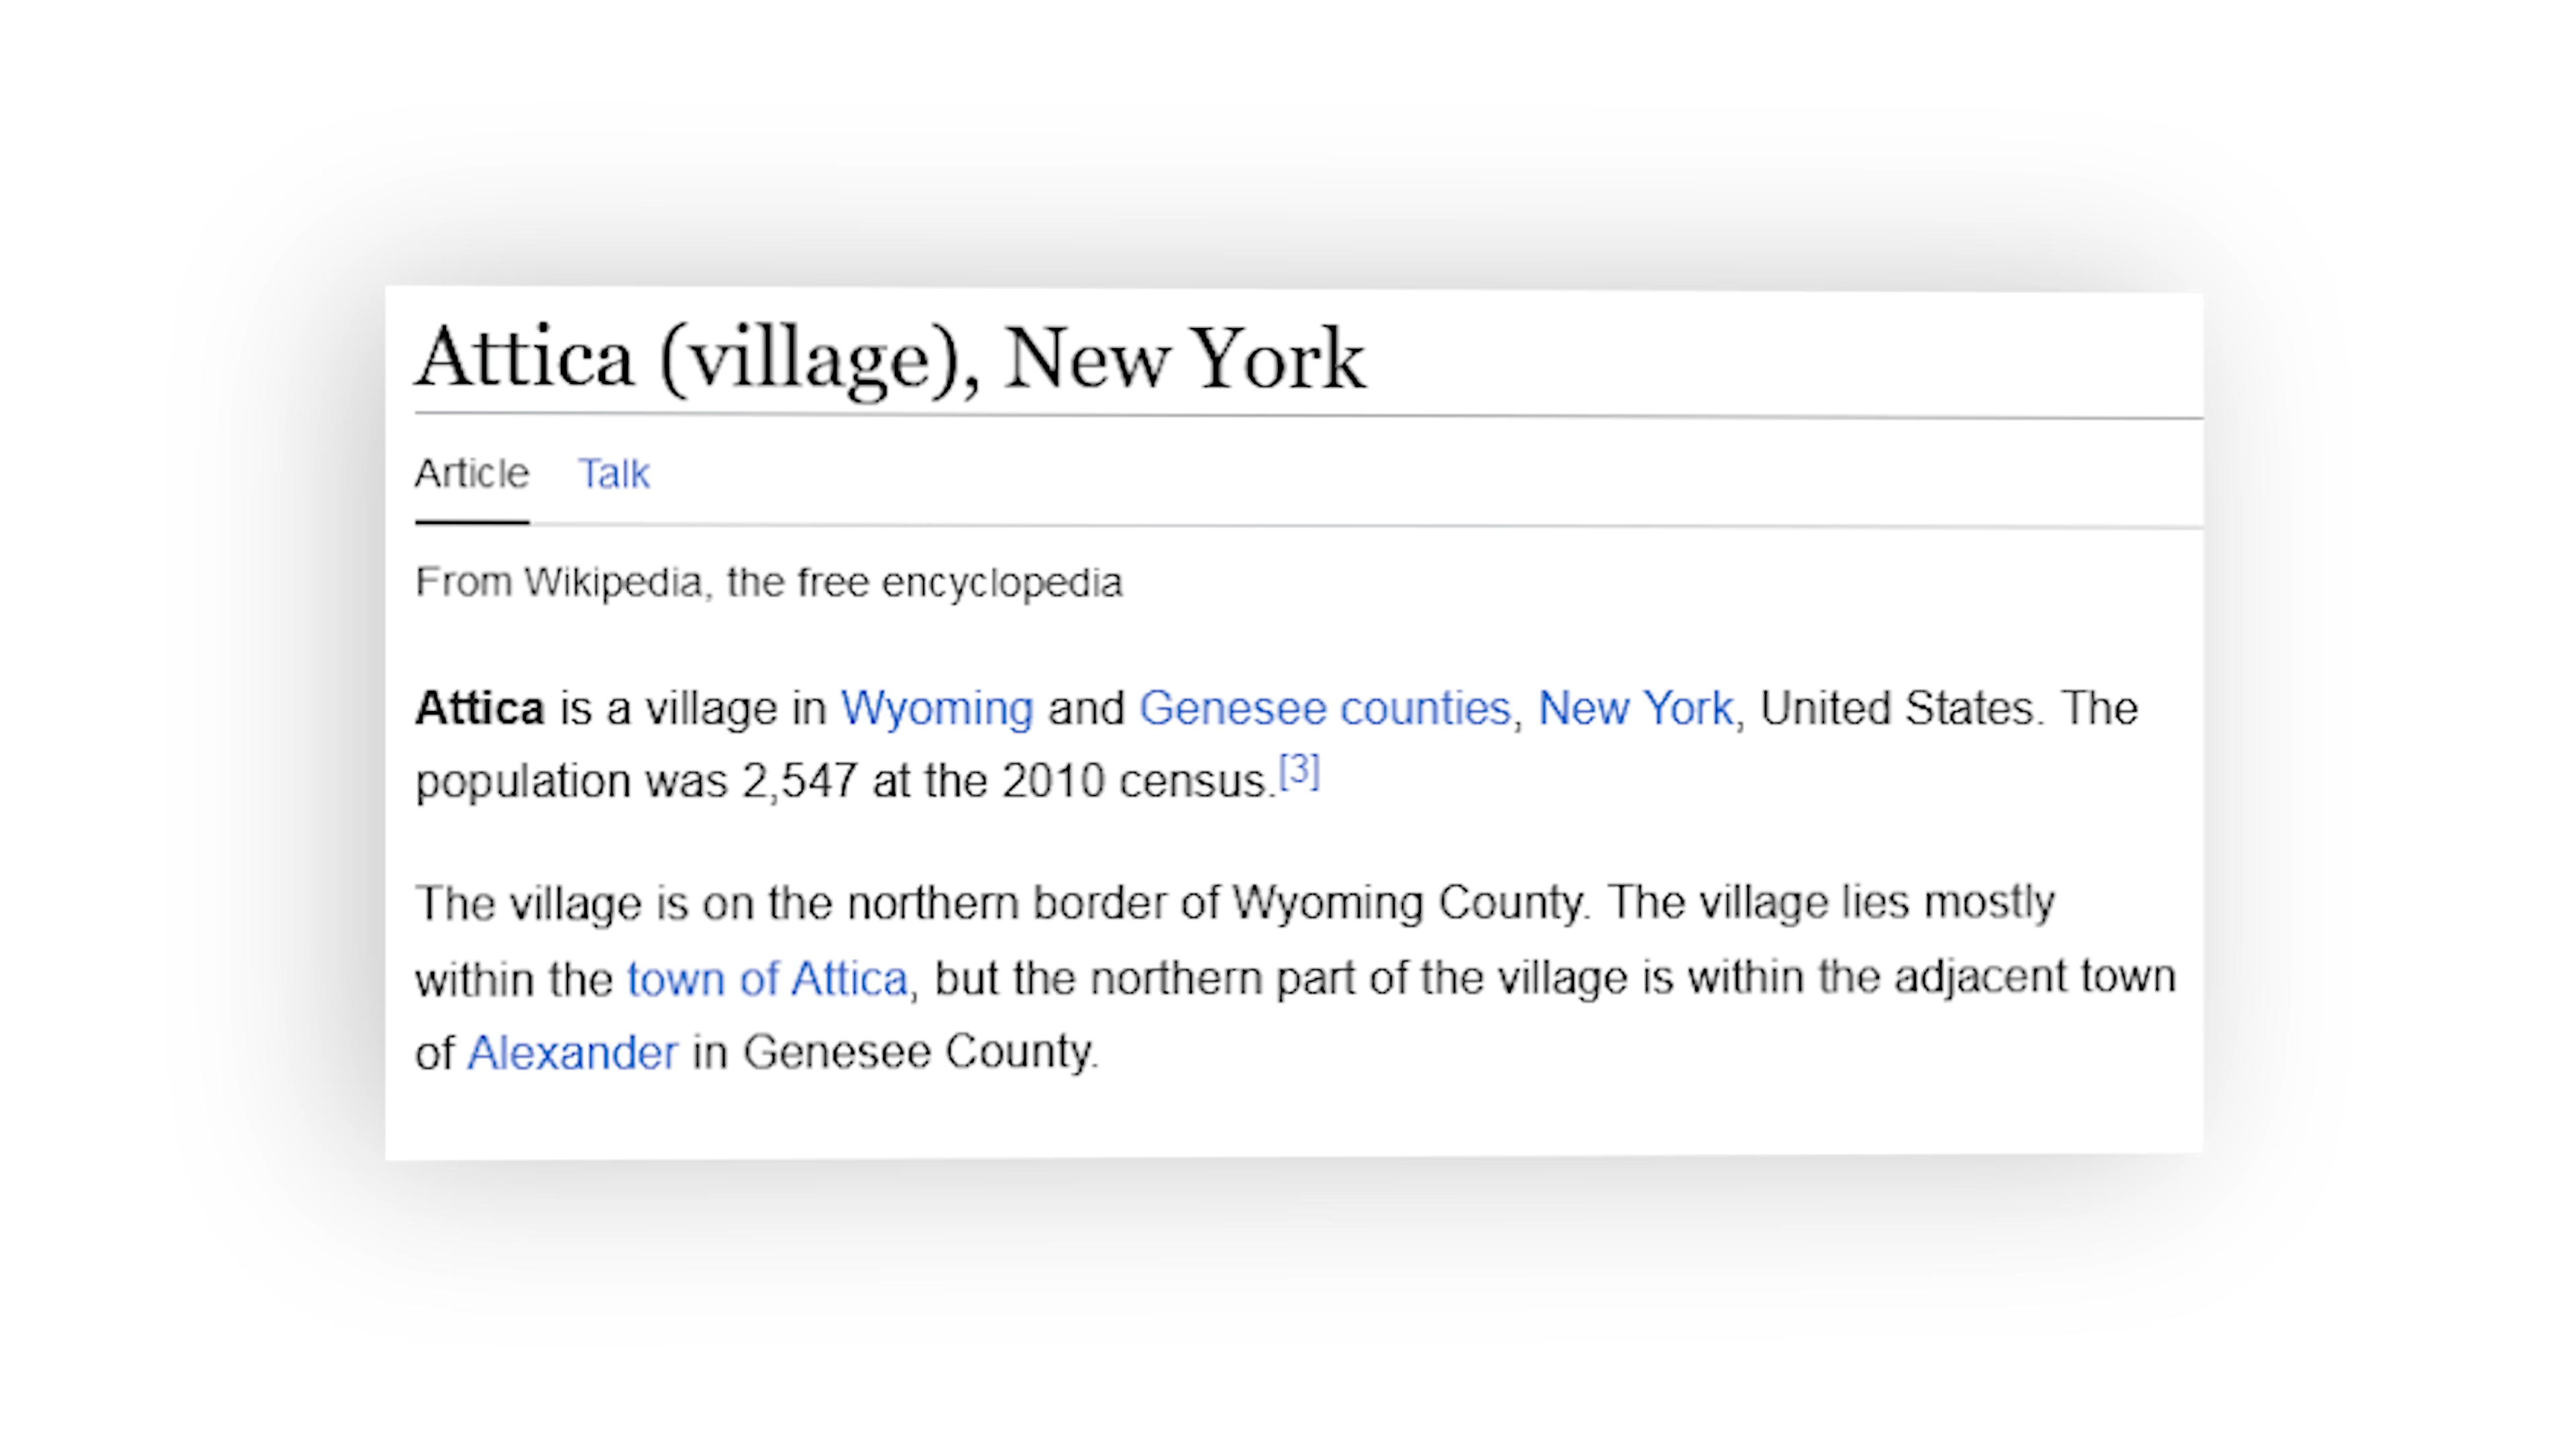 Attica (village), New York
Article Talk
From Wikipedia, the free encyclopedia
Attica is a village in Wyoming and Genesee counties, New York, United States. The
population was 2,547 at the 2010 census.[3]
The village is on the northern border of Wyoming County. The village lies mostly
within the town of Attica, but the northern part of the village is within the adjacent town
of Alexander in Genesee County.